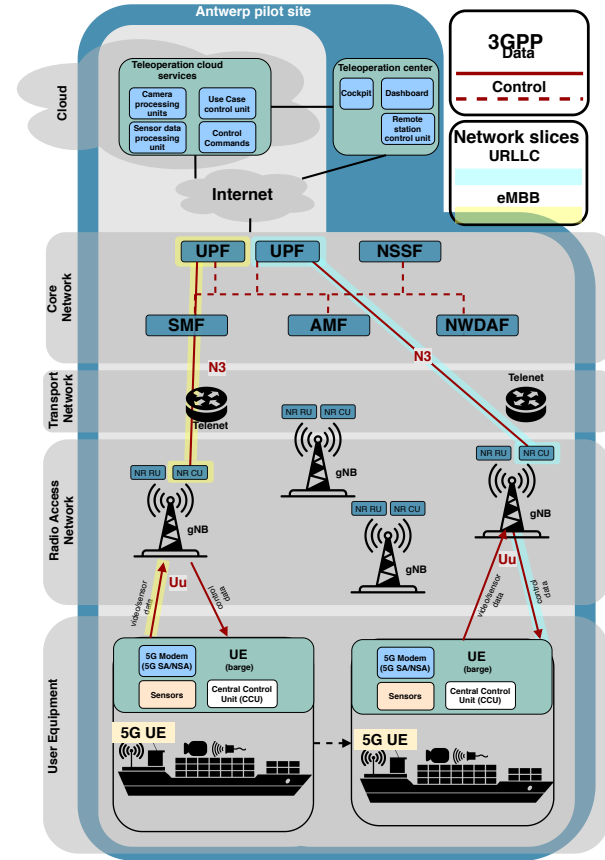 Antwerp pilot site
3GPP
Data
Control
Network slices
URLLC
eMBB
Cloud
Teleoperation cloud
services
Camera
processing
units
Use Case
control unit
Sensor data
processing
unit
Control
Commands
Teleoperation center
Cockpit
Dashboard
Remote
station
control unit
Internet
Core
Network
UPF
UPF
NSSF
SMF
AMF
NWDAF
N3
N3
Transport
Network
Telenet
Telenet
Radio Access
Network
NR RU
NR CU
gNB
NR RU
NR CU
gNB
NR RU
NR CU
gNB
NR RU
NR CU
gNB
Uu
video/sensor
data
data
control
Uu
video/sensor
data
data
control
User Equipment
5G Modem
(5G SA/NSA)
UE
(barge)
Sensors
Central Control
Unit (CCU)
5G UE
5G Modem
(5G SA/NSA)
UE
(barge)
Sensors
Central Control
Unit (CCU)
5G UE